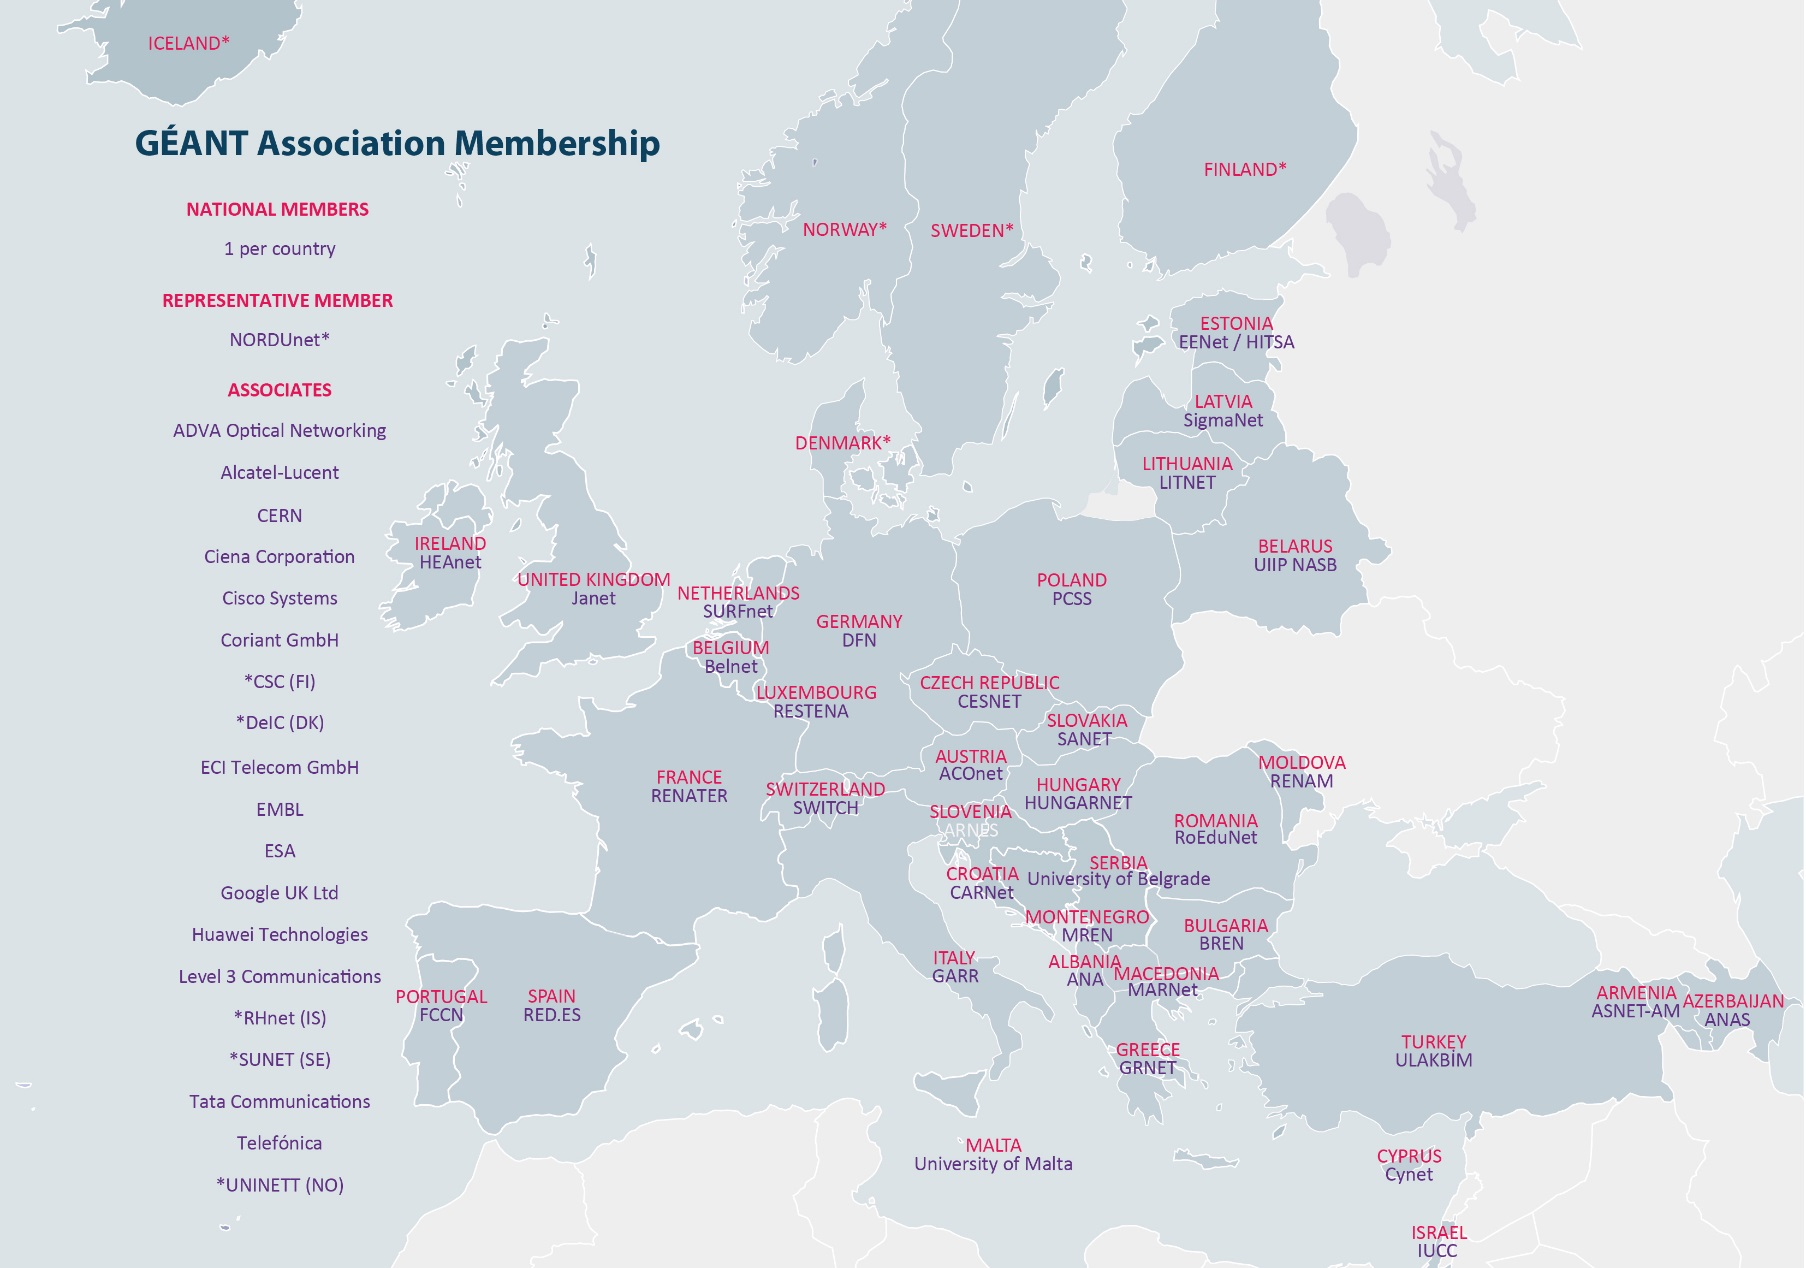 ICELAND*
GÉANT Association Membership
NATIONAL MEMBERS
1 per country
REPRESENTATIVE MEMBER
NORDUnet*
ASSOCIATES
ADVA Optical Networking
Alcatel-Lucent
CERN
Ciena Corporation
Cisco Systems
Coriant GmbH
*CSC (FI)
*DeIC (DK)
ECI Telecom GmbH
EMBL
ESA
Google UK Ltd
Huawei Technologies
Level 3 Communications
*RHnet (IS)
*SUNET (SE)
Tata Communications
Telefónica
*UNINETT (NO)
FINLAND*
NORWAY*
SWEDEN*
ESTONIA
EENet / HITSA
LATVIA
SigmaNet
DENMARK*
LITHUANIA
LITNET
IRELAND
HEAnet
BELARUS
UIIP NASB
UNITED KINGDOM
Janet
NETHERLANDS
SURFnet
POLAND
PCSS
GERMANY
DFN
BELGIUM
Belnet
LUXEMBOURG
RESTENA
CZECH REPUBLIC
CESNET
SLOVAKIA
SANET
AUSTRIA
ACOnet
MOLDOVA
RENAM
FRANCE
RENATER
SWITZERLAND
SWITCH
HUNGARY
HUNGARNET
SLOVENIA
ARNES
ROMANIA
RoEduNet
SERBIA
University of Belgrade
CROATIA
CARNet
MONTENEGRO
MREN
BULGARIA
BREN
ITALY
GARR
ALBANIA
ANA
MACEDONIA
MARNet
PORTUGAL
FCCN
SPAIN
RED.ES
ARMENIA
ASNET-AM
AZERBAIJAN
ANAS
GREECE
GRNET
TURKEY
ULAKBİM
MALTA
University of Malta
CYPRUS
Cynet
ISRAEL
IUCC